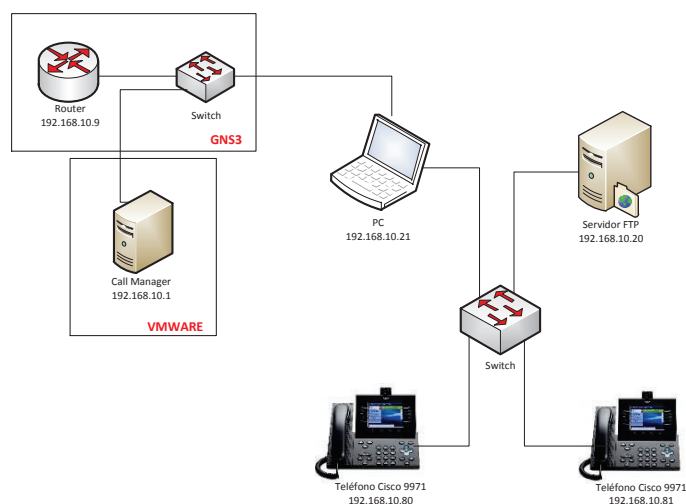 Router
192.168.10.9
Switch
GNS3
Call Manager
192.168.10.1
VMWARE
PC
192.168.10.21
Servidor FTP
192.168.10.20
Switch
Teléfono Cisco 9971
192.168.10.80
Teléfono Cisco 9971
192.168.10.81